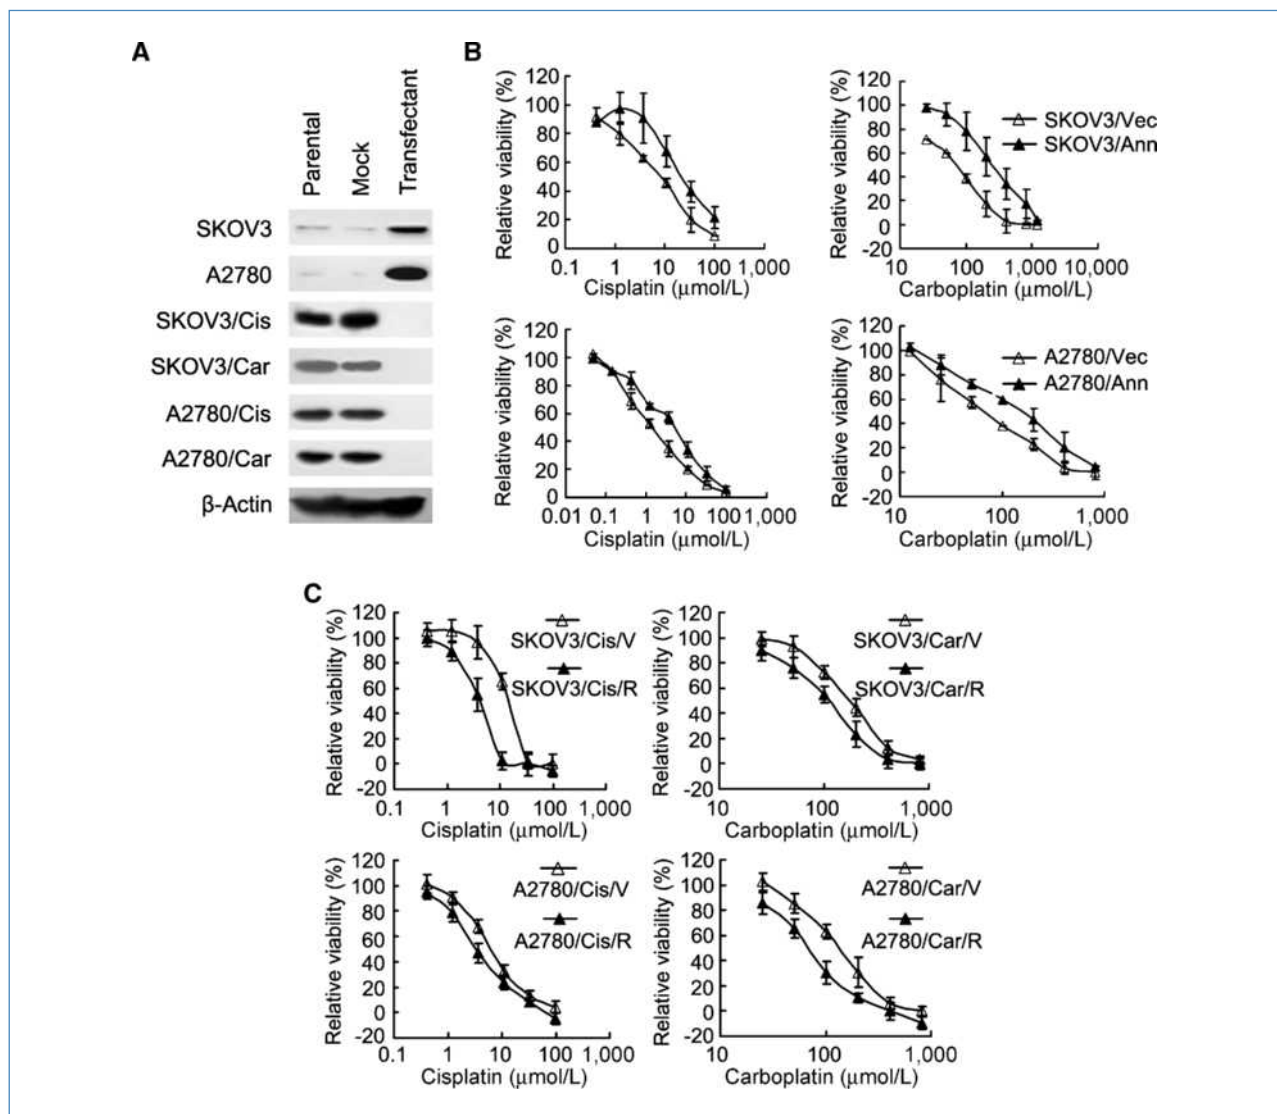 A
Parental
Mock
Transfectant
SKOV3
A2780
SKOV3/Cis
SKOV3/Car
A2780/Cis
A2780/Car
β-Actin
B
Relative viability (%)
120
100
80
60
40
20
0
0.1 1 10 100 1,000
Cisplatin (μmol/L)
Relative viability (%)
120
100
80
60
40
20
0
-20
10 100 1,000 10,000
Carboplatin (μmol/L)
SKOV3/Vec
SKOV3/Ann
Relative viability (%)
120
100
80
60
40
20
0
0.01 0.1 1 10 100 1,000
Cisplatin (μmol/L)
Relative viability (%)
120
100
80
60
40
20
0
-20
10 100 1,000
Carboplatin (μmol/L)
A2780/Vec
A2780/Ann
C
Relative viability (%)
120
100
80
60
40
20
0
-20
0.1 1 10 100 1,000
Cisplatin (μmol/L)
SKOV3/Cis/V
SKOV3/Cis/R
Relative viability (%)
120
100
80
60
40
20
0
-20
10 100 1,000
Carboplatin (μmol/L)
SKOV3/Car/V
SKOV3/Car/R
Relative viability (%)
120
100
80
60
40
20
0
-20
0.1 1 10 100 1,000
Cisplatin (μmol/L)
A2780/Cis/V
A2780/Cis/R
Relative viability (%)
120
100
80
60
40
20
0
-20
10 100 1,000
Carboplatin (μmol/L)
A2780/Car/V
A2780/Car/R